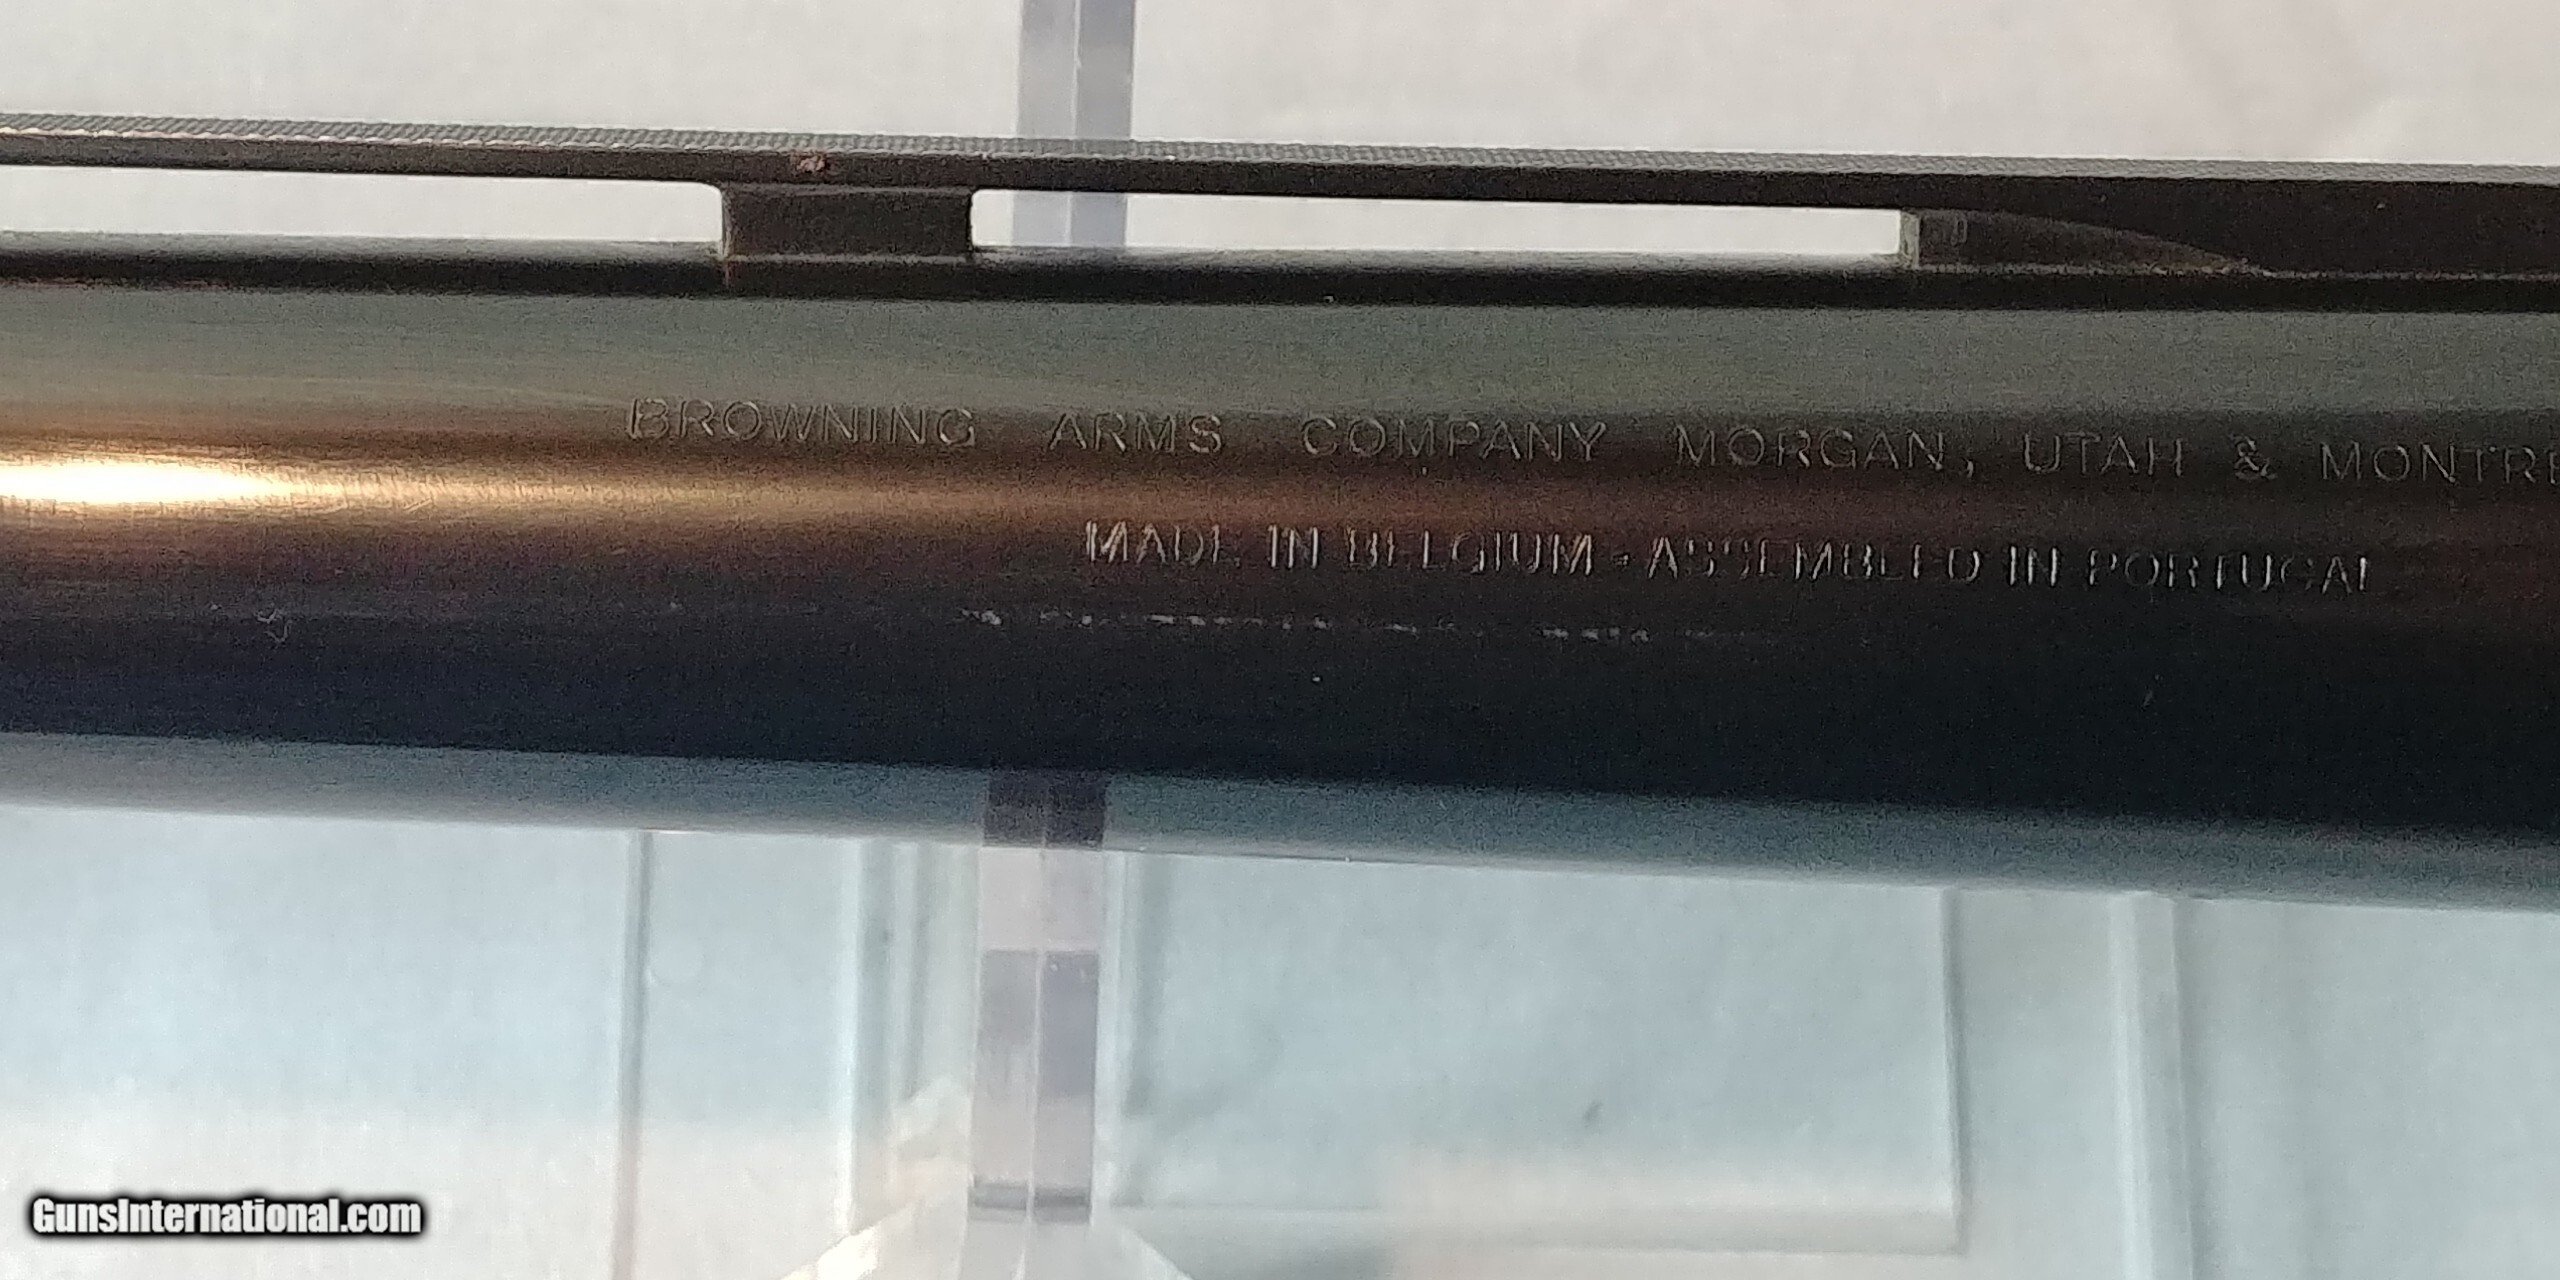 BROWNING ARMS COMPANY MORGAN, UTAH & MONTRE
MADE IN BELGIUM - ASSEMBLED IN PORTUGAL
GunsInternational.com